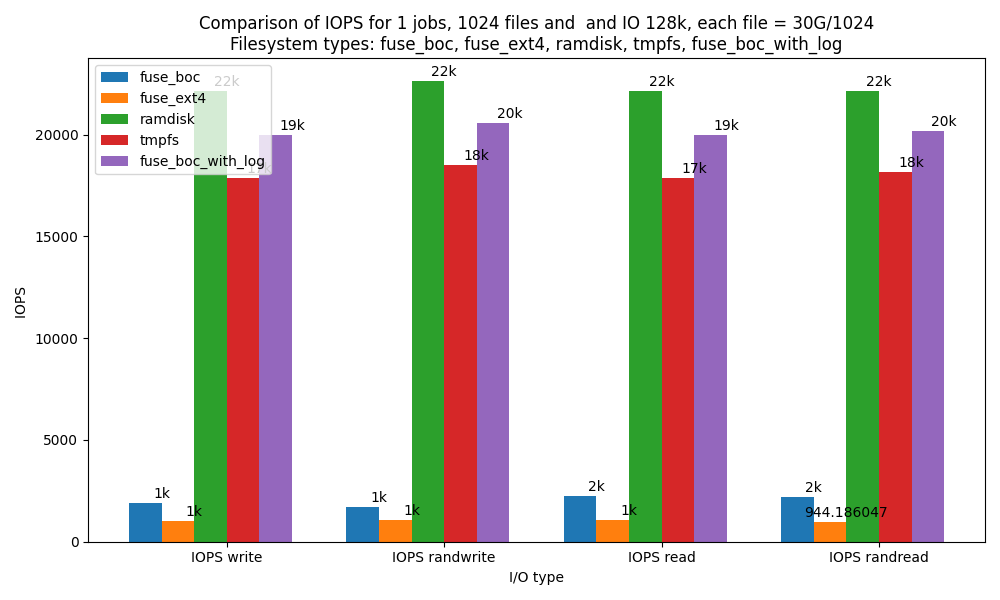 Comparison of IOPS for 1 jobs, 1024 files and  and IO 128k, each file = 30G/1024
Filesystem types: fuse_boc, fuse_ext4, ramdisk, tmpfs, fuse_boc_with_log
fuse_boc
fuse_ext4
ramdisk
tmpfs
fuse_boc_with_log
22k
22k
22k
22k
19k
20k
19k
20k
18k
17k
18k
1k
1k
2k
2k
1k
1k
1k
944.186047
20000
15000
10000
5000
0
IOPS
IOPS write
IOPS randwrite
IOPS read
IOPS randread
I/O type